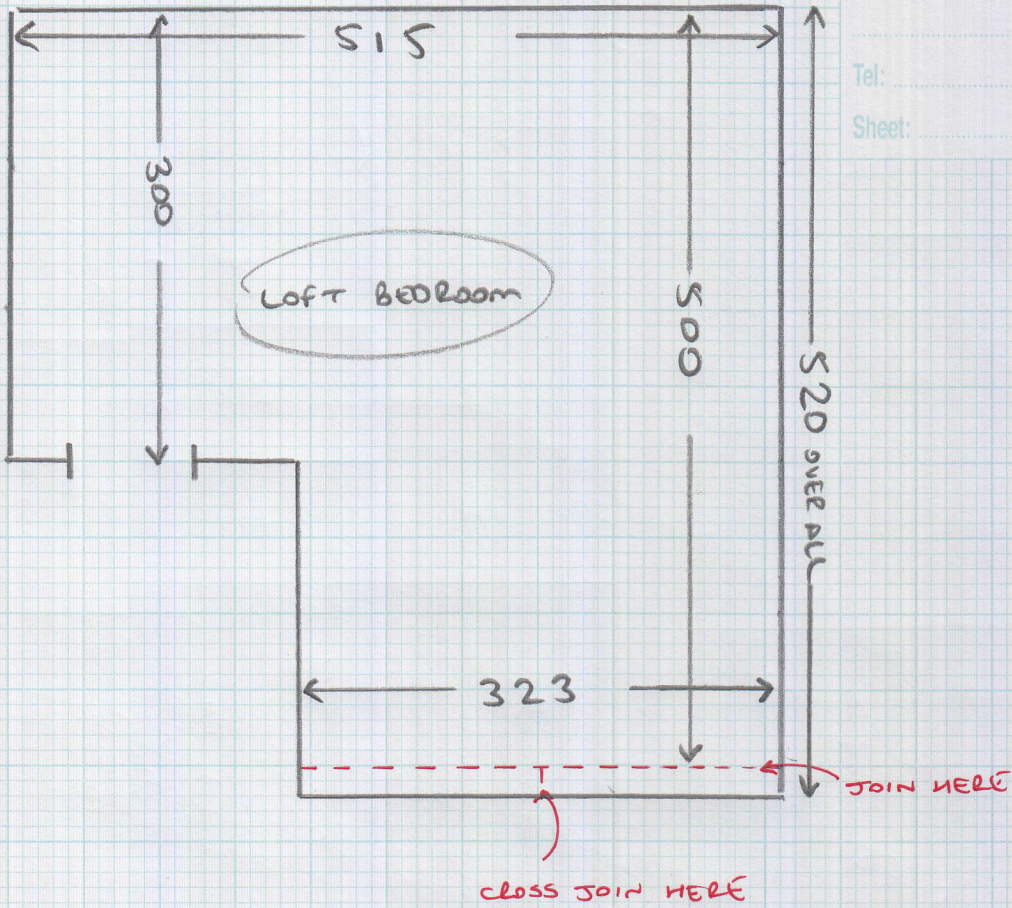 515
Tel:
Sheet:
300
LOFT BEDROOM
500
520 OVER ALL
323
JOIN HERE
CROSS JOIN HERE